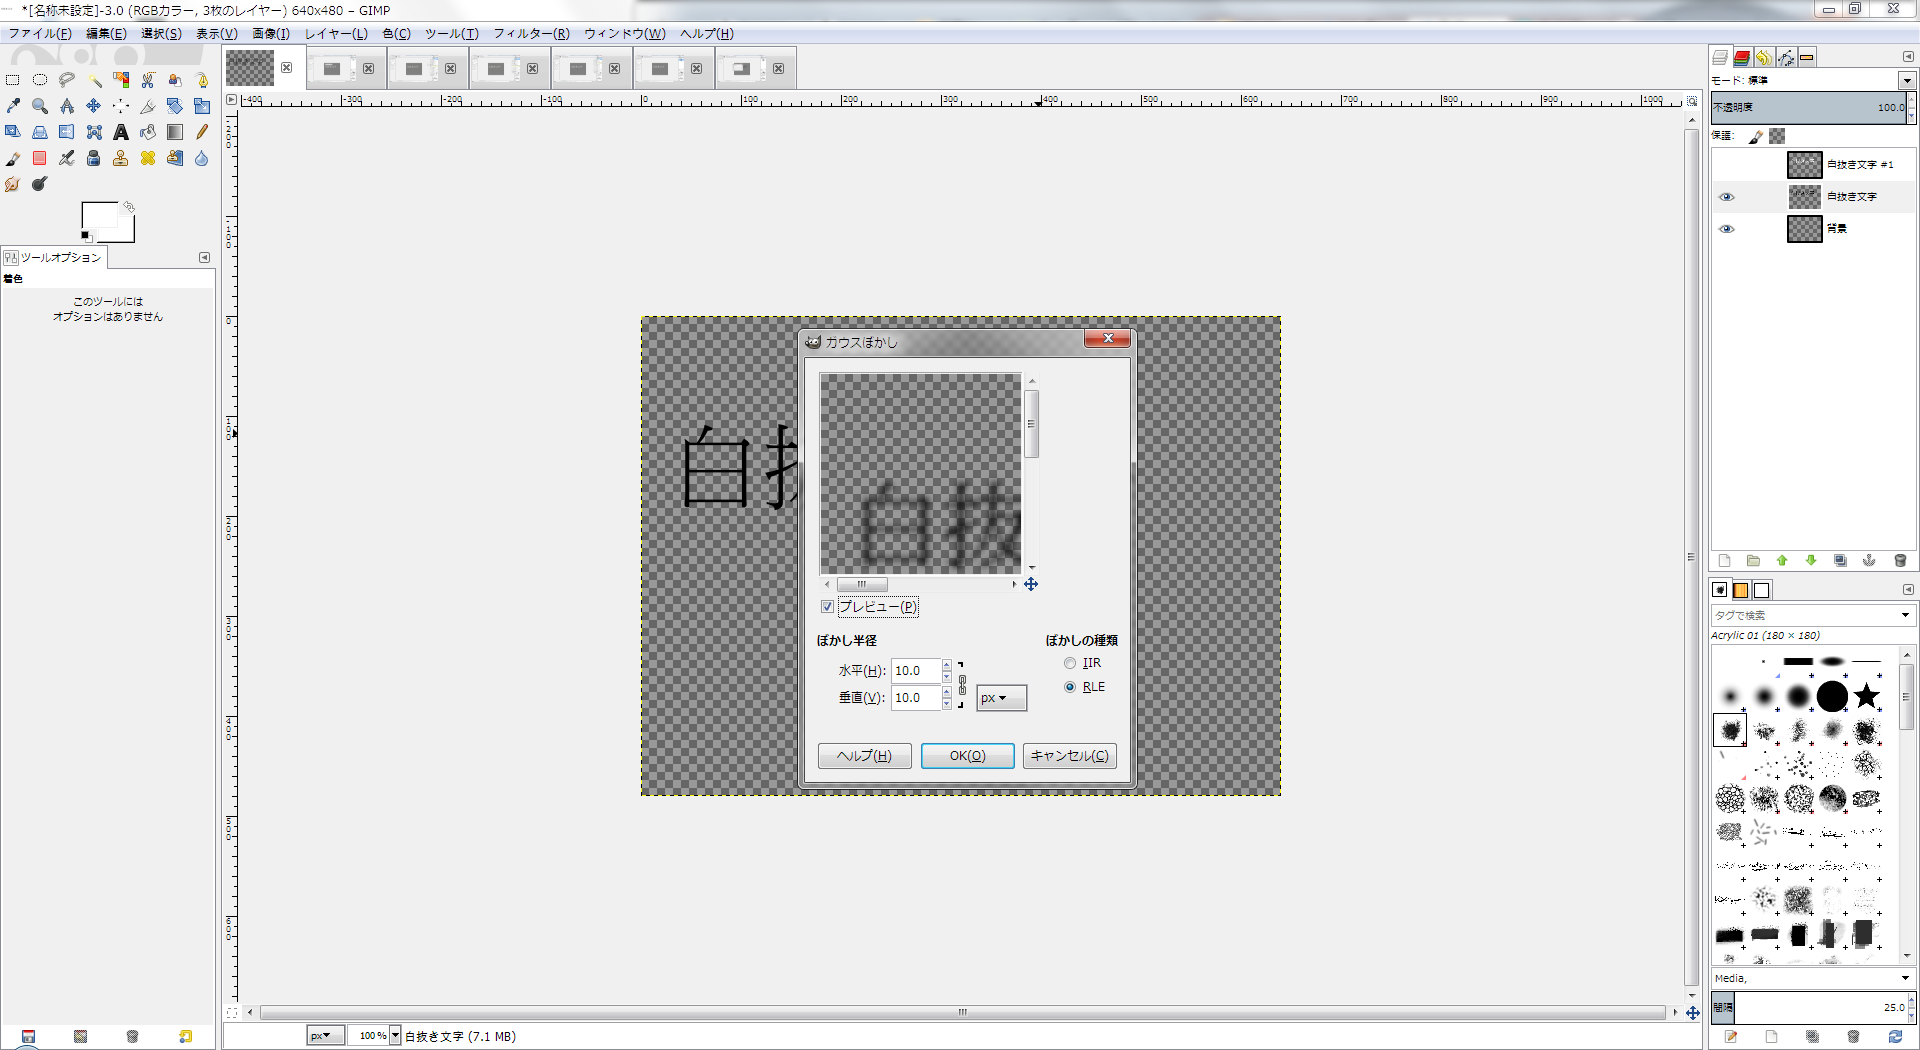 *[名称未設定]-3.0 (RGBカラー, 3枚のレイヤー) 640x480 – GIMP
ファイル(F) 編集(E) 選択(S) 表示(V) 画像(I) レイヤー(L) 色(C) ツール(T) フィルター(R) ウィンドウ(W) ヘルプ(H)
-400 -300 -200 -100 0 100 200 300 400 500 600 700 800 900 1000
ツールオプション
着色
このツールには
オプションはありません
モード: 標準
不透明度 100.0
保護:
白抜き文字 #1
白抜き文字
背景
白抜
ガウスぼかし
白抜
プレビュー(P)
ぼかし半径
水平(H): 10.0
垂直(V): 10.0
px
ぼかしの種類
IIR
RLE
ヘルプ(H) OK(O) キャンセル(C)
タグで検索
Acrylic 01 (180 × 180)
Media,
間隔 25.0
px 100 % 白抜き文字 (7.1 MB)